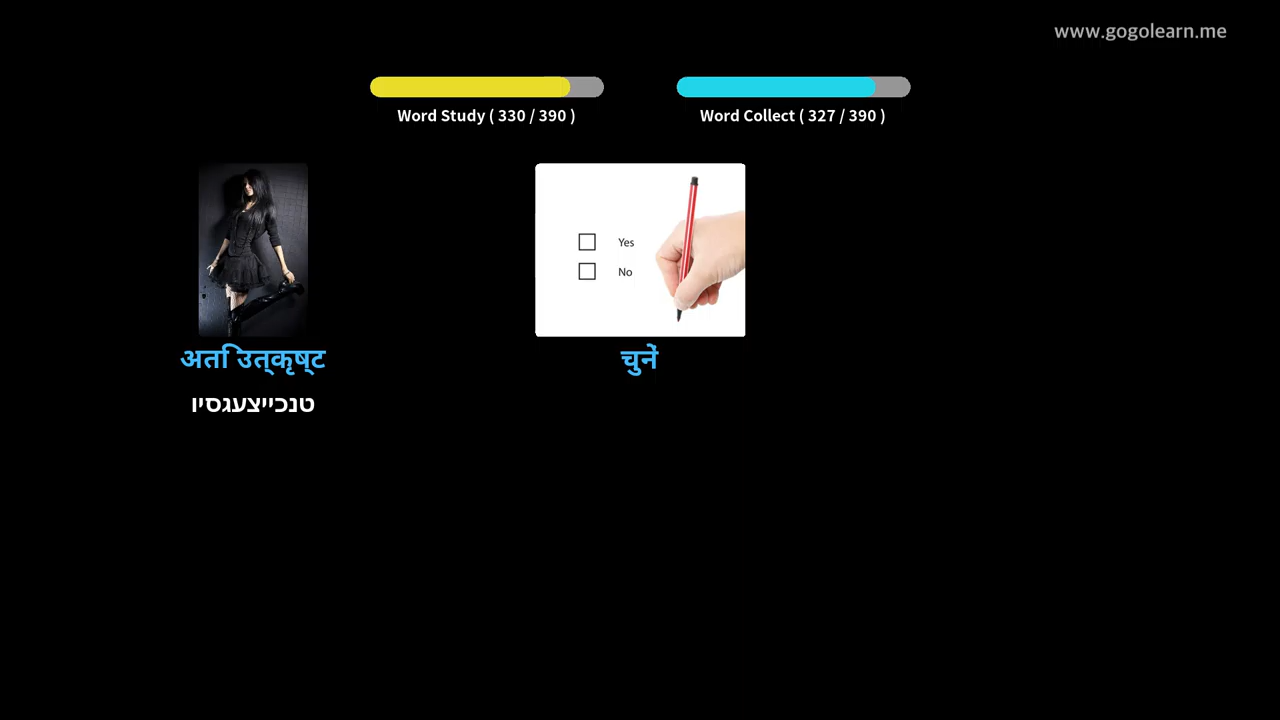 www.gogolearn.me
Word Study ( 330 / 390 )
Word Collect ( 327 / 390 )
Yes
No
अति उत्कृष्ट
चुनें
טנכייצעגסיו